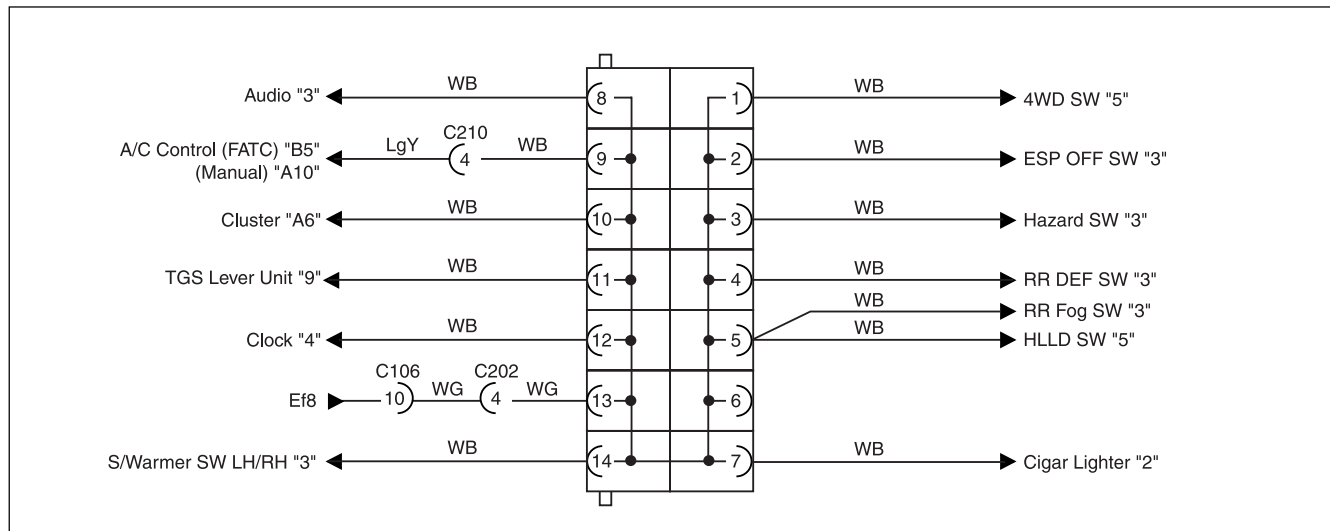 WB
Audio "3"
8
1
WB
4WD SW "5"
A/C Control (FATC) "B5"
(Manual) "A10"
LgY
C210
4
WB
9
2
WB
ESP OFF SW "3"
Cluster "A6"
WB
10
3
WB
Hazard SW "3"
TGS Lever Unit "9"
WB
11
4
WB
RR DEF SW "3"
WB
RR Fog SW "3"
Clock "4"
WB
12
5
WB
HLLD SW "5"
Ef8
C106
10
WG
C202
4
WG
13
6
S/Warmer SW LH/RH "3"
WB
14
7
WB
Cigar Lighter "2"